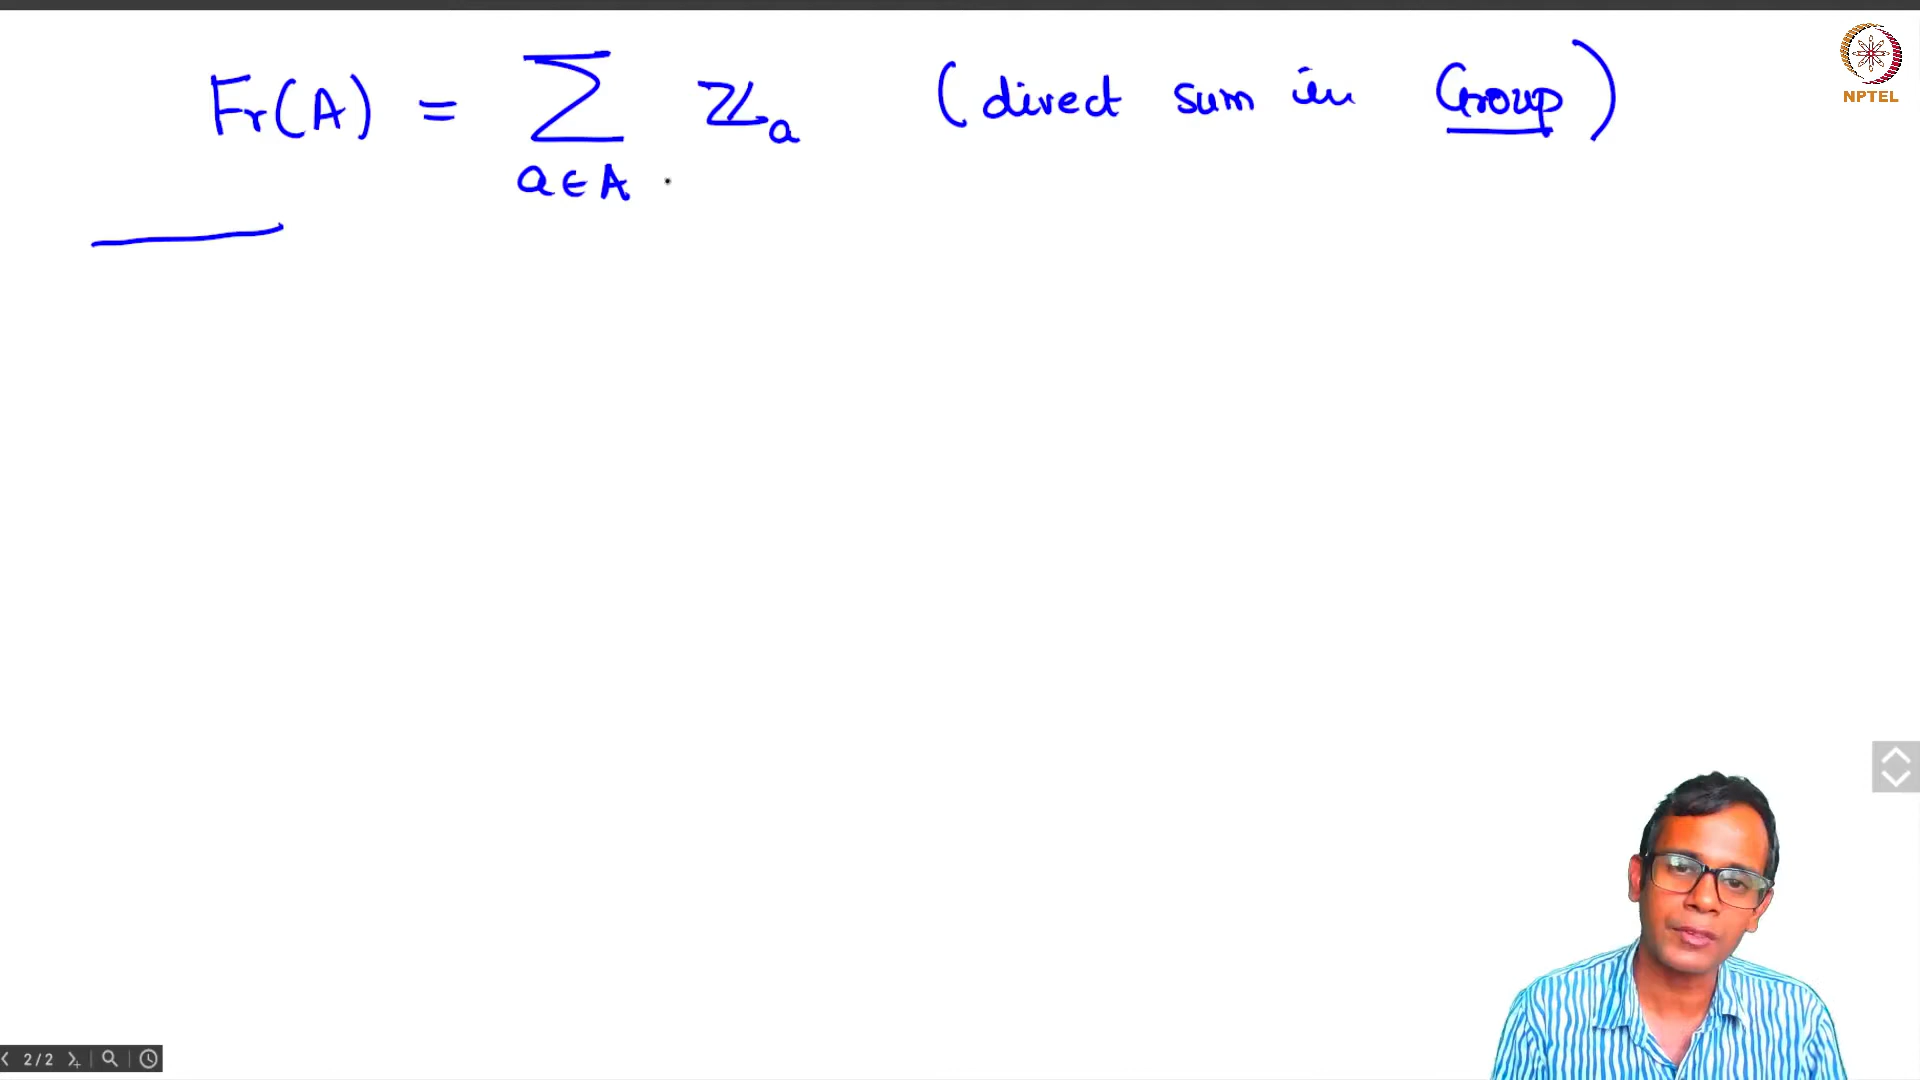 Fr(A) = ∑ ℤₐ (direct sum in Group)
a ∈ A
NPTEL
2/2